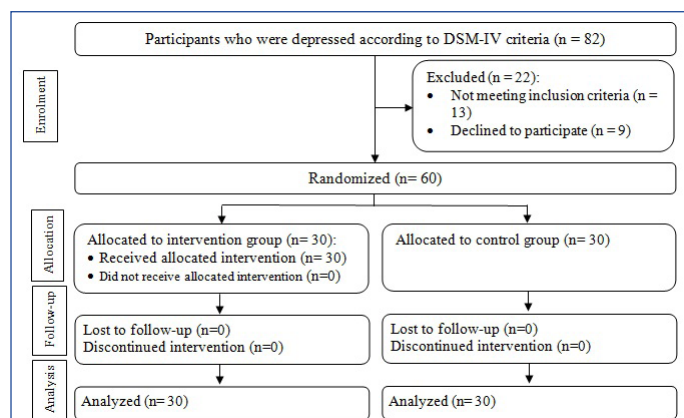 Participants who were depressed according to DSM-IV criteria (n = 82)
Enrolment
Excluded (n = 22):
• Not meeting inclusion criteria (n =
13)
• Declined to participate (n = 9)
Randomized (n= 60)
Allocation
Allocated to intervention group (n= 30):
• Received allocated intervention (n= 30)
• Did not receive allocated intervention (n=0)
Allocated to control group (n= 30)
Follow-up
Lost to follow-up (n=0)
Discontinued intervention (n=0)
Lost to follow-up (n=0)
Discontinued intervention (n=0)
Analysis
Analyzed (n= 30)
Analyzed (n= 30)